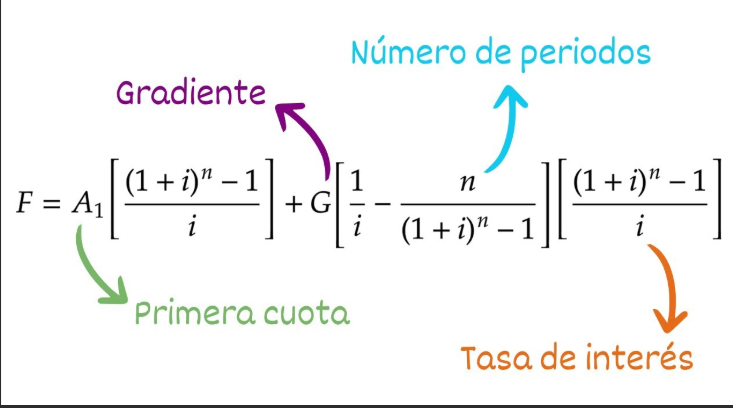 Número de periodos
Gradiente
F = A₁[((1 + i)ⁿ − 1)/i] + G[1/i − n/((1 + i)ⁿ − 1)][((1 + i)ⁿ − 1)/i]
Primera cuota
Tasa de interés